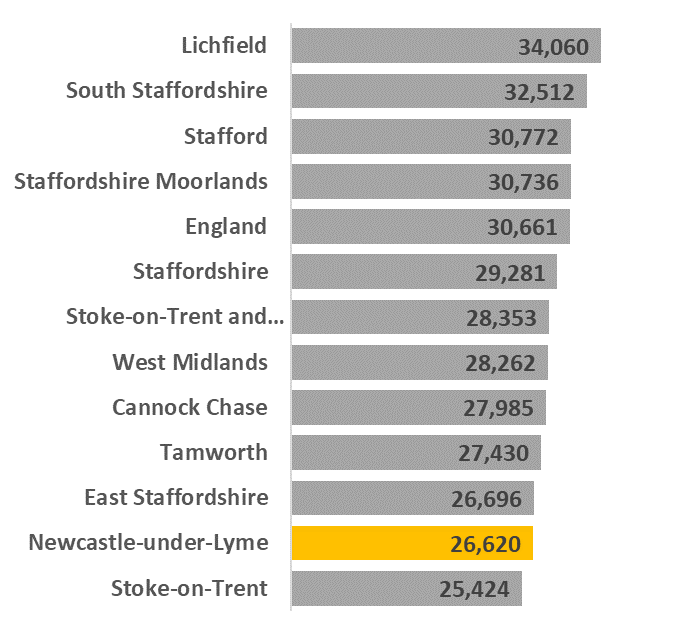 Lichfield 34,060
South Staffordshire 32,512
Stafford 30,772
Staffordshire Moorlands 30,736
England 30,661
Staffordshire 29,281
Stoke-on-Trent and... 28,353
West Midlands 28,262
Cannock Chase 27,985
Tamworth 27,430
East Staffordshire 26,696
Newcastle-under-Lyme 26,620
Stoke-on-Trent 25,424